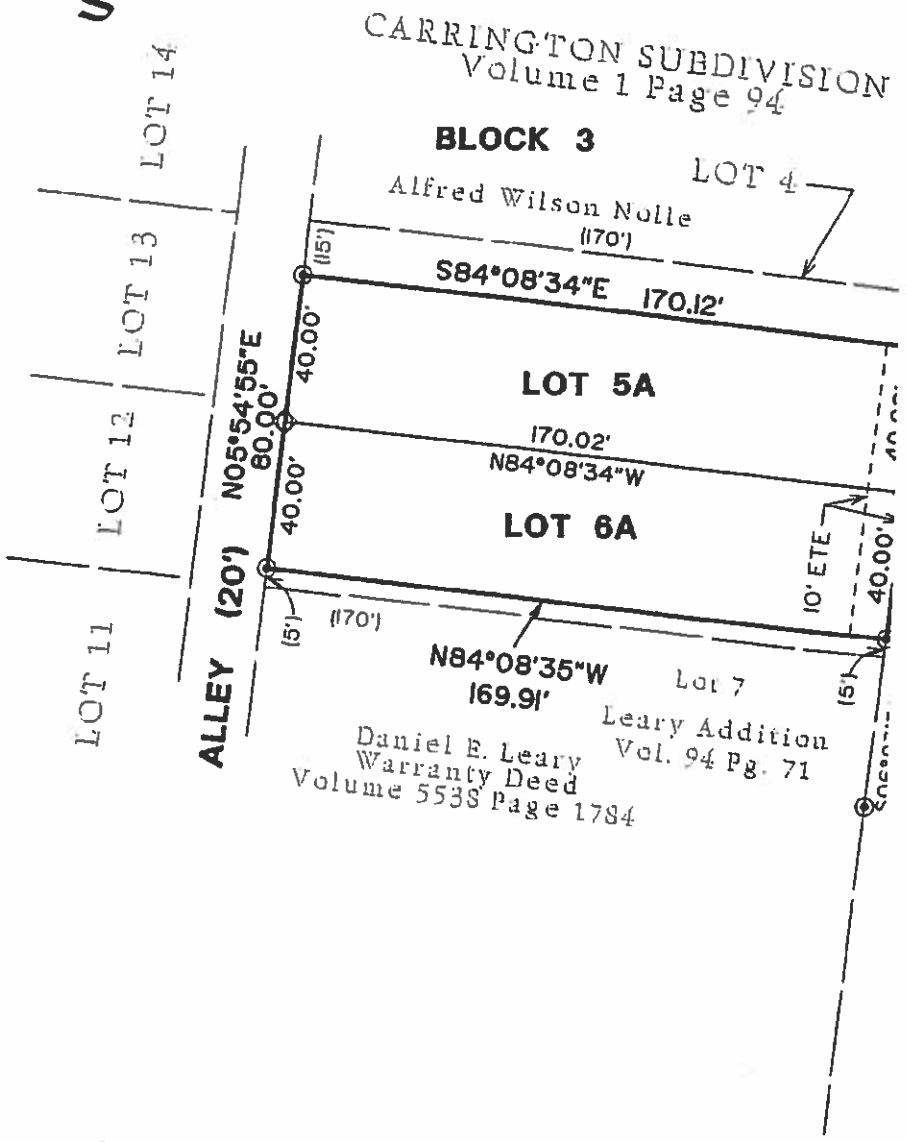 CARRINGTON SUBDIVISION
Volume 1 Page 94
BLOCK 3
LOT 4
Alfred Wilson Nolle
(170')
(15')
S84°08'34"E 170.12'
LOT 14
LOT 13
LOT 12
LOT 11
ALLEY (20')
N05°54'55"E
80.00'
40.00'
40.00'
LOT 5A
170.02'
N84°08'34"W
LOT 6A
10' ETE
40.00'
(5')
(170')
N84°08'35"W
169.91'
(5')
Lot 7
Leary Addition
Vol. 94 Pg. 71
Daniel E. Leary
Warranty Deed
Volume 5538 Page 1784